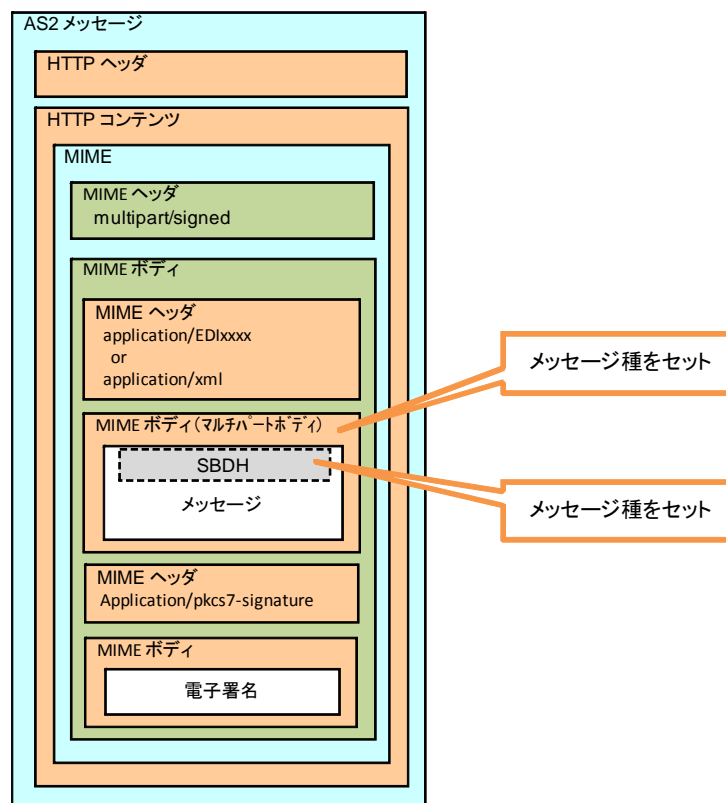 AS2 メッセージ
HTTP ヘッダ
HTTP コンテンツ
MIME
MIME ヘッダ
multipart/signed
MIME ボディ
MIME ヘッダ
application/EDIxxxx
or
application/xml
メッセージ種をセット
MIME ボディ(マルチパートボディ)
SBDH
メッセージ
メッセージ種をセット
MIME ヘッダ
Application/pkcs7-signature
MIME ボディ
電子署名